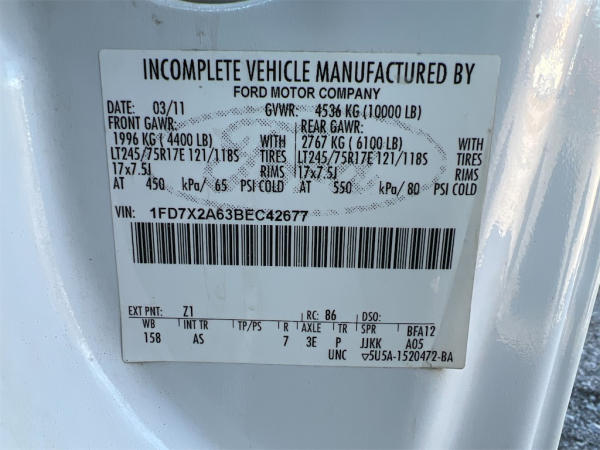 INCOMPLETE VEHICLE MANUFACTURED BY
FORD MOTOR COMPANY
DATE: 03/11 GVWR: 4536 KG (10000 LB)
FRONT GAWR: REAR GAWR:
1996 KG ( 4400 LB) WITH 2767 KG ( 6100 LB) WITH
LT245/75R17E 121/118S TIRES LT245/75R17E 121/118S TIRES
17x7.5J RIMS 17x7.5J RIMS
AT 450 kPa/ 65 PSI COLD AT 550 kPa/ 80 PSI COLD
VIN: 1FD7X2A63BEC42677
EXT PNT: Z1 RC: 86 DSO:
WB INT TR TP/PS R AXLE TR SPR BFA12
158 AS 7 3E P JJKK A05
UNC ▽5U5A-1520472-BA